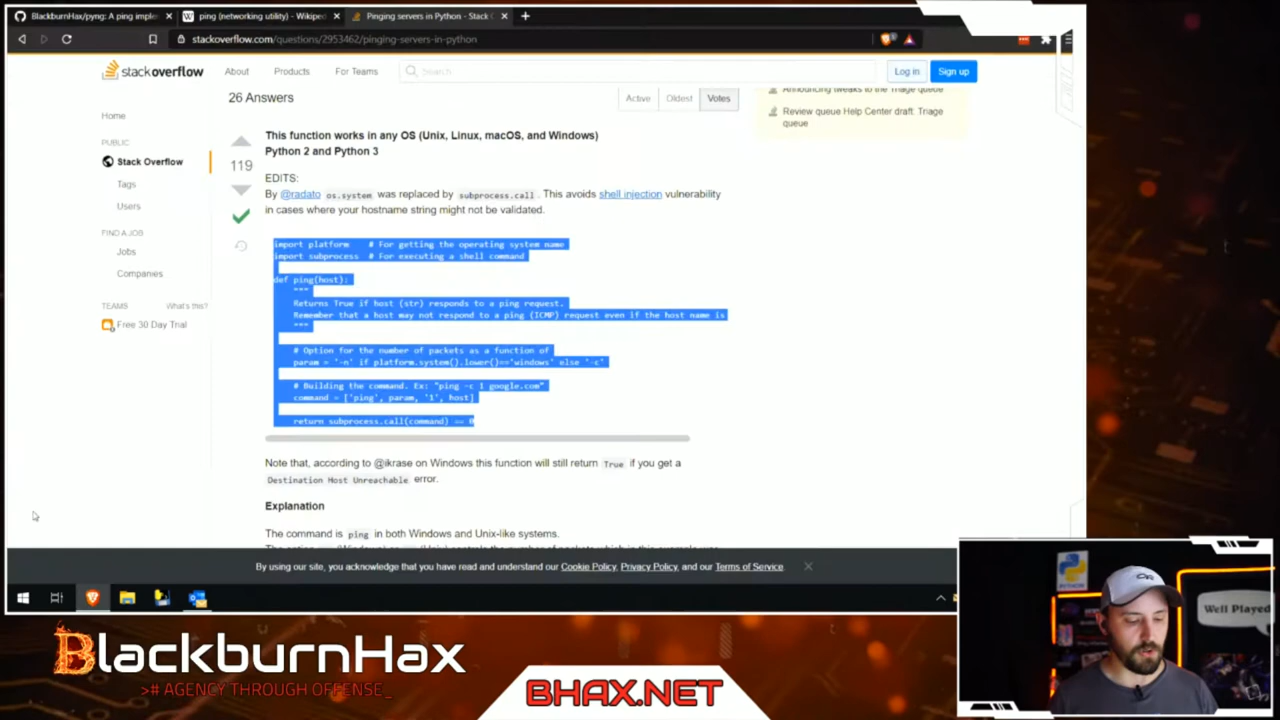 BlackburnHax/pyng: A ping imple
ping (networking utility) - Wikiped
Pinging servers in Python - Stack
stackoverflow.com/questions/2953462/pinging-servers-in-python
stackoverflow
About
Products
For Teams
Search
Log in
Sign up
26 Answers
Active
Oldest
Votes
Announcing tweaks to the Triage queue
Review queue Help Center draft: Triage
queue
Home
PUBLIC
Stack Overflow
Tags
Users
FIND A JOB
Jobs
Companies
TEAMS
What's this?
Free 30 Day Trial
119
This function works in any OS (Unix, Linux, macOS, and Windows)
Python 2 and Python 3
EDITS:
By @radato os.system was replaced by subprocess.call. This avoids shell injection vulnerability
in cases where your hostname string might not be validated.
import platform # For getting the operating system name
import subprocess # For executing a shell command
def ping(host):
"""
Returns True if host (str) responds to a ping request.
Remember that a host may not respond to a ping (ICMP) request even if the host name is
"""
# Option for the number of packets as a function of
param = '-n' if platform.system().lower()=='windows' else '-c'
# Building the command. Ex: "ping -c 1 google.com"
command = ['ping', param, '1', host]
return subprocess.call(command) == 0
Note that, according to @ikrase on Windows this function will still return True if you get a
Destination Host Unreachable error.
Explanation
The command is ping in both Windows and Unix-like systems.
By using our site, you acknowledge that you have read and understand our Cookie Policy, Privacy Policy, and our Terms of Service.
Well Played
BlackburnHax
># AGENCY THROUGH OFFENSE_
BHAX.NET